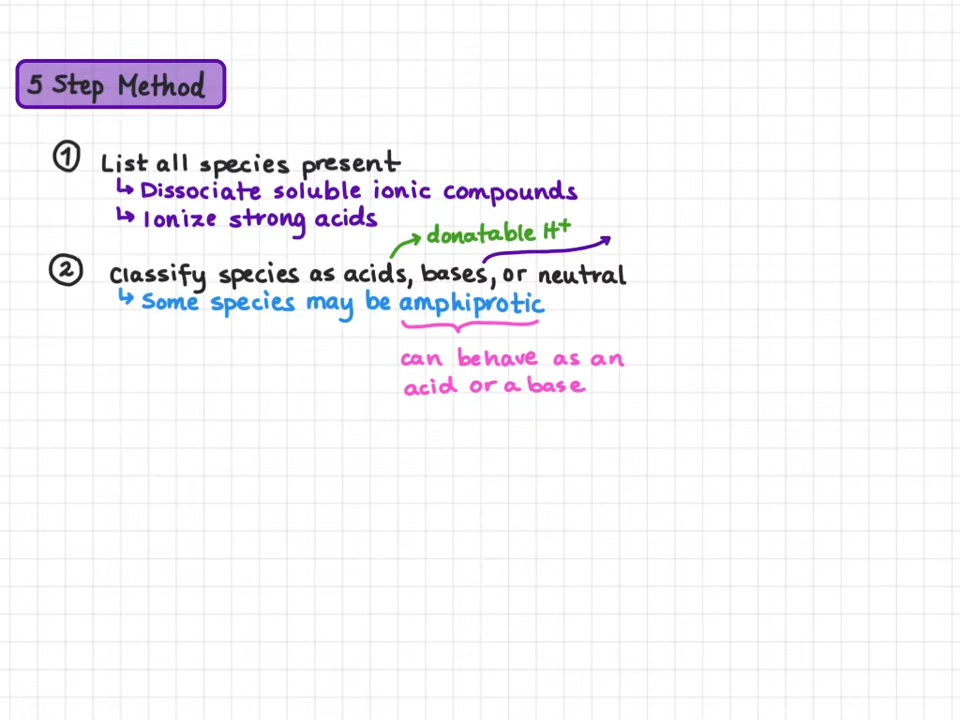 5 Step Method
① List all species present
↳ Dissociate soluble ionic compounds
↳ Ionize strong acids
→ donatable H⁺
② Classify species as acids, bases, or neutral
↳ Some species may be amphiprotic
can behave as an
acid or a base